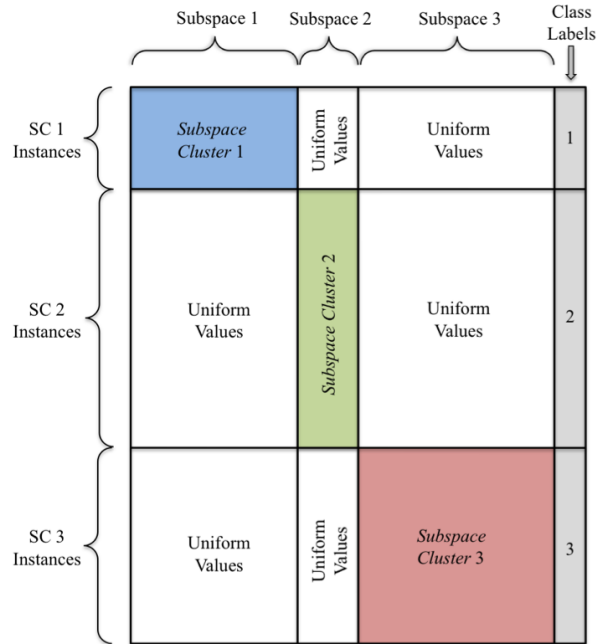 Subspace 1
Subspace 2
Subspace 3
Class
Labels
SC 1
Instances
Subspace
Cluster 1
Uniform
Values
Uniform
Values
1
SC 2
Instances
Uniform
Values
Subspace Cluster 2
Uniform
Values
2
SC 3
Instances
Uniform
Values
Uniform
Values
Subspace
Cluster 3
3